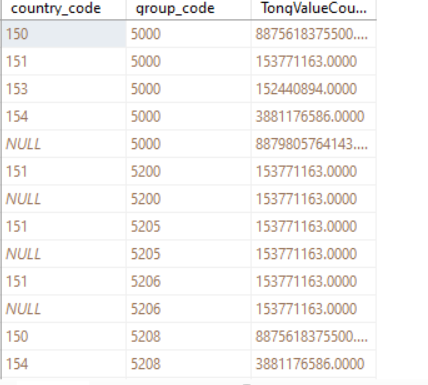 country_code group_code TongValueCou...
150 5000 8875618375500....
151 5000 153771163.0000
153 5000 152440894.0000
154 5000 3881176586.0000
NULL 5000 8879805764143....
151 5200 153771163.0000
NULL 5200 153771163.0000
151 5205 153771163.0000
NULL 5205 153771163.0000
151 5206 153771163.0000
NULL 5206 153771163.0000
150 5208 8875618375500....
154 5208 3881176586.0000